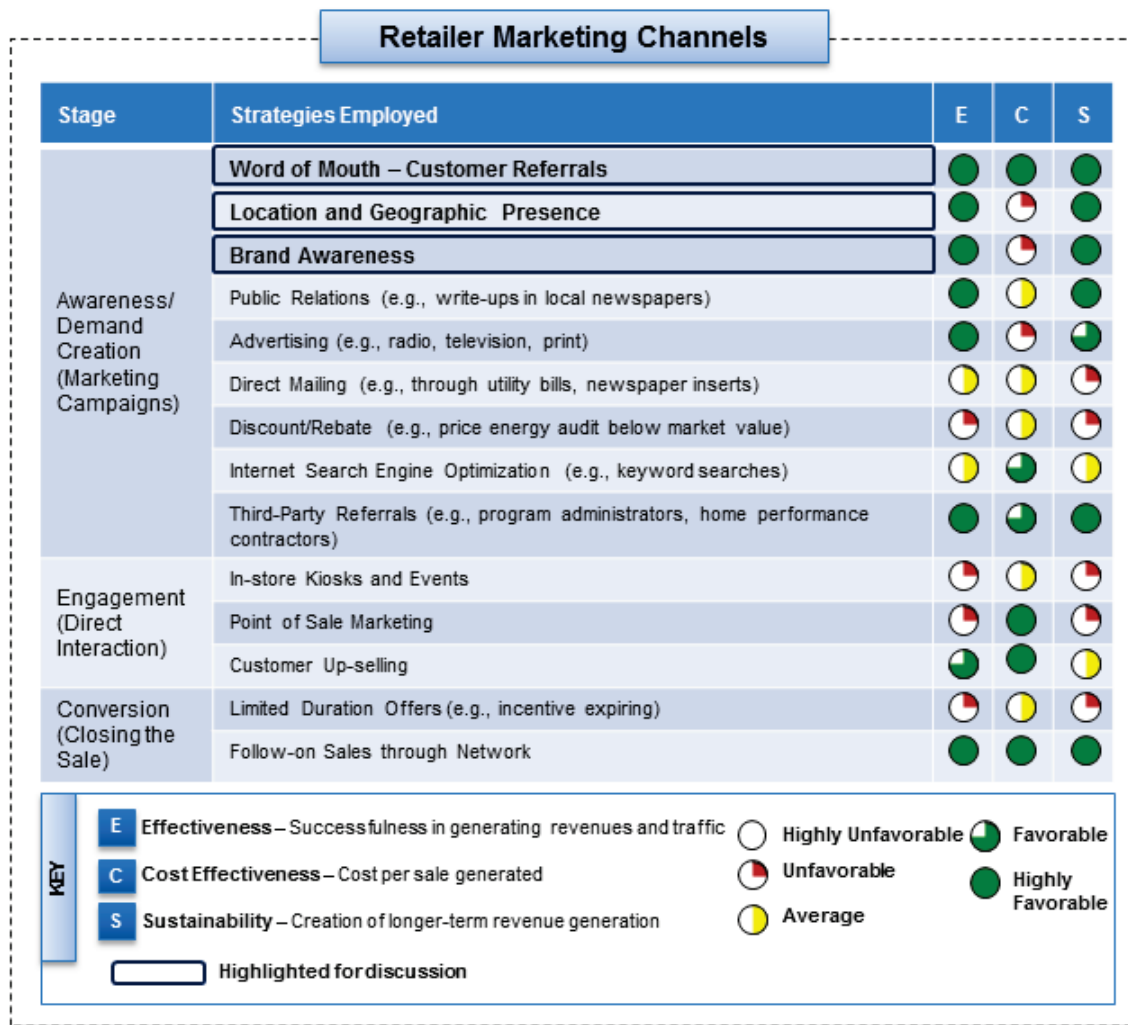 Retailer Marketing Channels
Stage
Strategies Employed
E
C
S
Awareness/
Demand
Creation
(Marketing
Campaigns)
Word of Mouth – Customer Referrals
Location and Geographic Presence
Brand Awareness
Public Relations (e.g., write-ups in local newspapers)
Advertising (e.g., radio, television, print)
Direct Mailing (e.g., through utility bills, newspaper inserts)
Discount/Rebate (e.g., price energy audit below market value)
Internet Search Engine Optimization (e.g., keyword searches)
Third-Party Referrals (e.g., program administrators, home performance
contractors)
Engagement
(Direct
Interaction)
In-store Kiosks and Events
Point of Sale Marketing
Customer Up-selling
Conversion
(Closing the
Sale)
Limited Duration Offers (e.g., incentive expiring)
Follow-on Sales through Network
KEY
E Effectiveness – Successfulness in generating revenues and traffic
C Cost Effectiveness – Cost per sale generated
S Sustainability – Creation of longer-term revenue generation
Highlighted for discussion
Highly Unfavorable
Unfavorable
Average
Favorable
Highly
Favorable